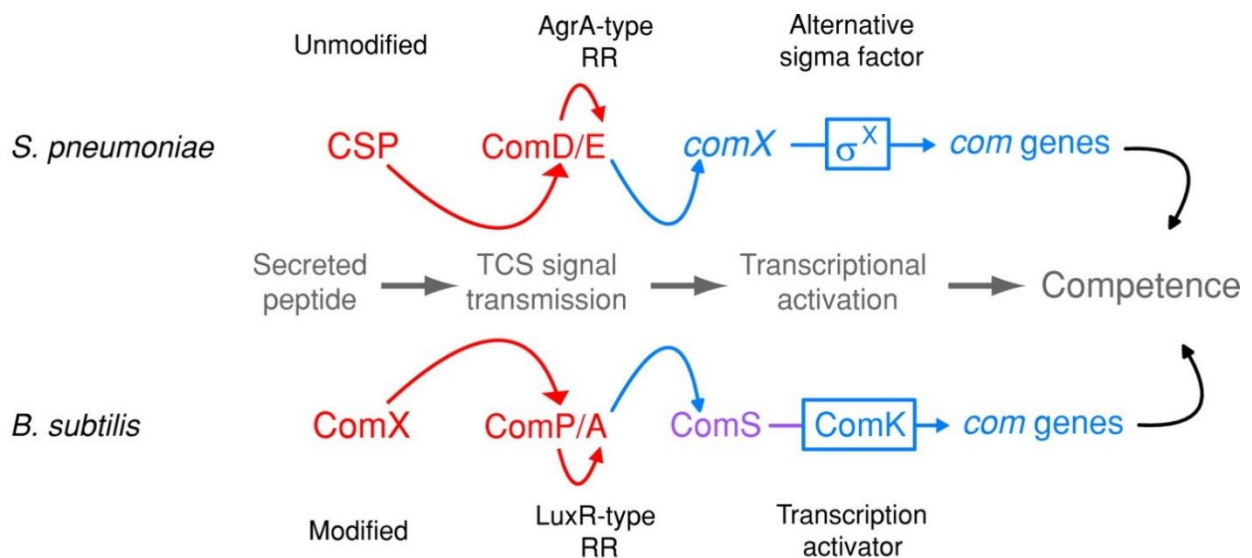 Unmodified
AgrA-type
RR
Alternative
sigma factor
S. pneumoniae
CSP
ComD/E
comX
σX
com genes
Secreted
peptide
TCS signal
transmission
Transcriptional
activation
Competence
B. subtilis
ComX
ComP/A
ComS
ComK
com genes
Modified
LuxR-type
RR
Transcription
activator